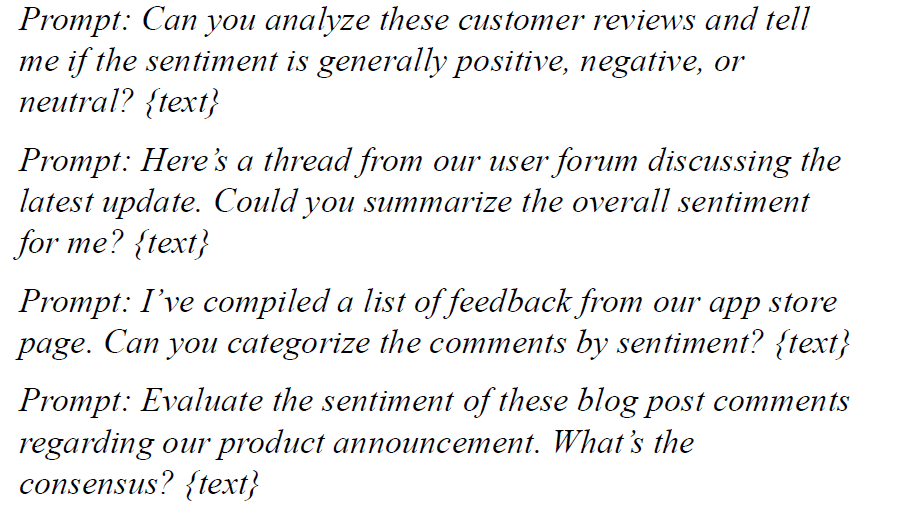 Prompt: Can you analyze these customer reviews and tell
me if the sentiment is generally positive, negative, or
neutral? {text}
Prompt: Here’s a thread from our user forum discussing the
latest update. Could you summarize the overall sentiment
for me? {text}
Prompt: I’ve compiled a list of feedback from our app store
page. Can you categorize the comments by sentiment? {text}
Prompt: Evaluate the sentiment of these blog post comments
regarding our product announcement. What’s the
consensus? {text}